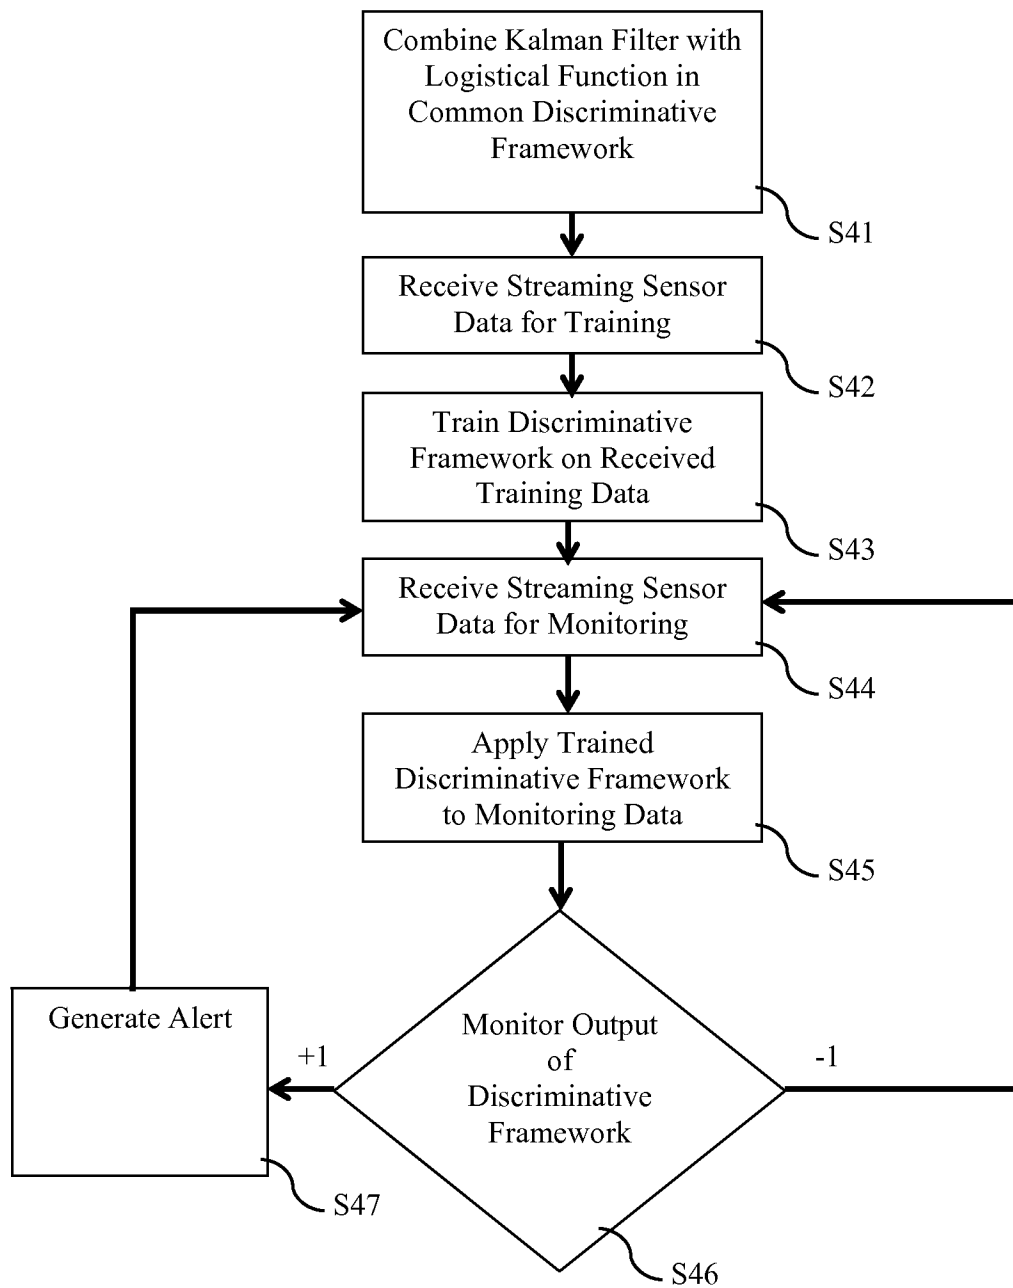 Combine Kalman Filter with
Logistical Function in
Common Discriminative
Framework
S41
Receive Streaming Sensor
Data for Training
S42
Train Discriminative
Framework on Received
Training Data
S43
Receive Streaming Sensor
Data for Monitoring
S44
Apply Trained
Discriminative Framework
to Monitoring Data
S45
Monitor Output
of
Discriminative
Framework
S46
+1
-1
Generate Alert
S47